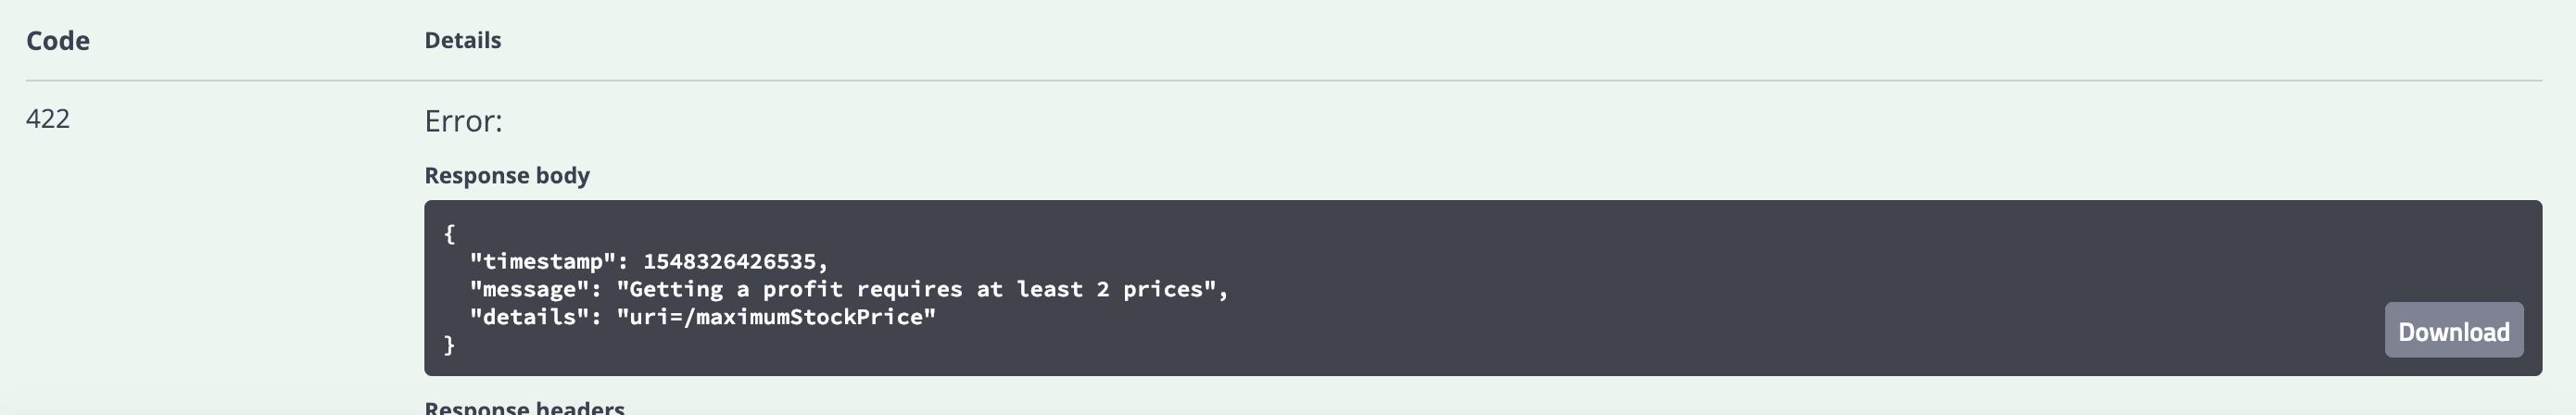 Code Details
422 Error:
Response body
{
"timestamp": 1548326426535,
"message": "Getting a profit requires at least 2 prices",
"details": "uri=/maximumStockPrice"
}
Download
Response headers